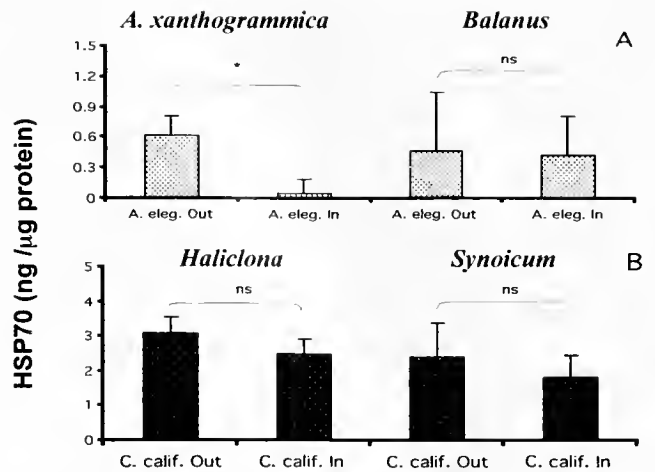 A. xanthogrammica Balanus
A
1.5
1.2
0.9
0.6
0.3
0
* ns
A. eleg. Out A. eleg. In A. eleg. Out A. eleg. In
HSP70 (ng /µg protein)
Haliclona Synoicum
B
5
4
3
2
1
0
ns ns
C. calif. Out C. calif. In C. calif. Out C. calif. In